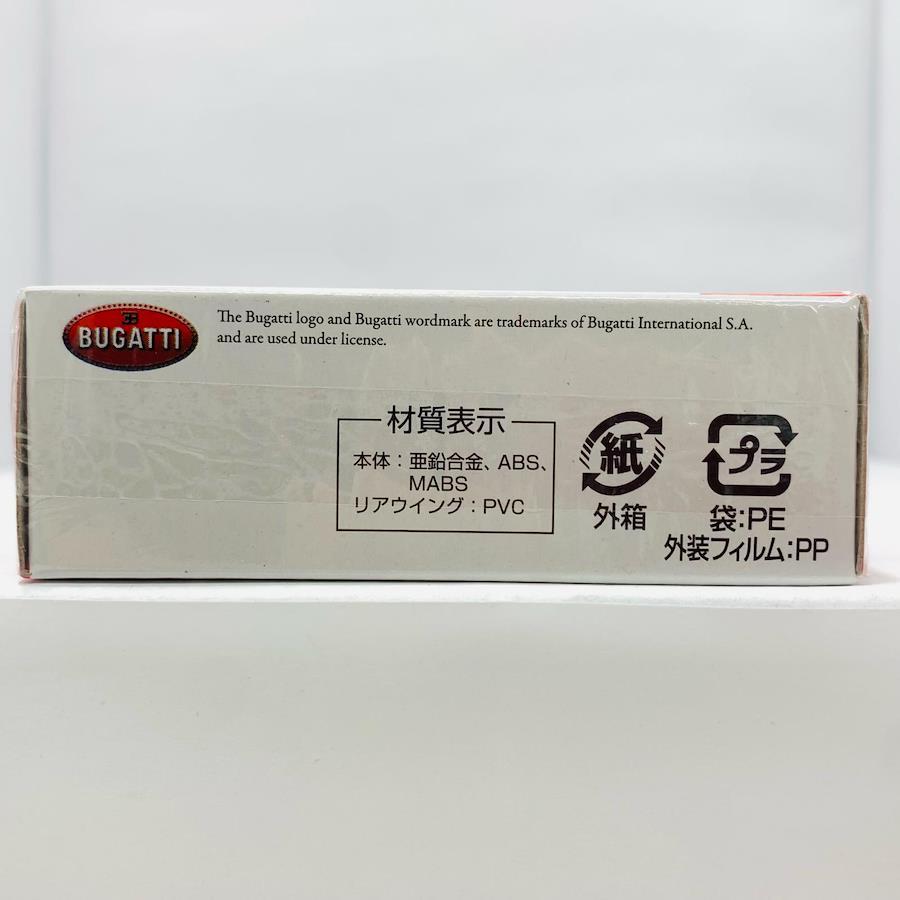 EB
BUGATTI
The Bugatti logo and Bugatti wordmark are trademarks of Bugatti International S.A.
and are used under license.
材質表示
本体：亜鉛合金、ABS、
MABS
リアウイング：PVC
紙
外箱
プラ
袋:PE
外装フィルム:PP